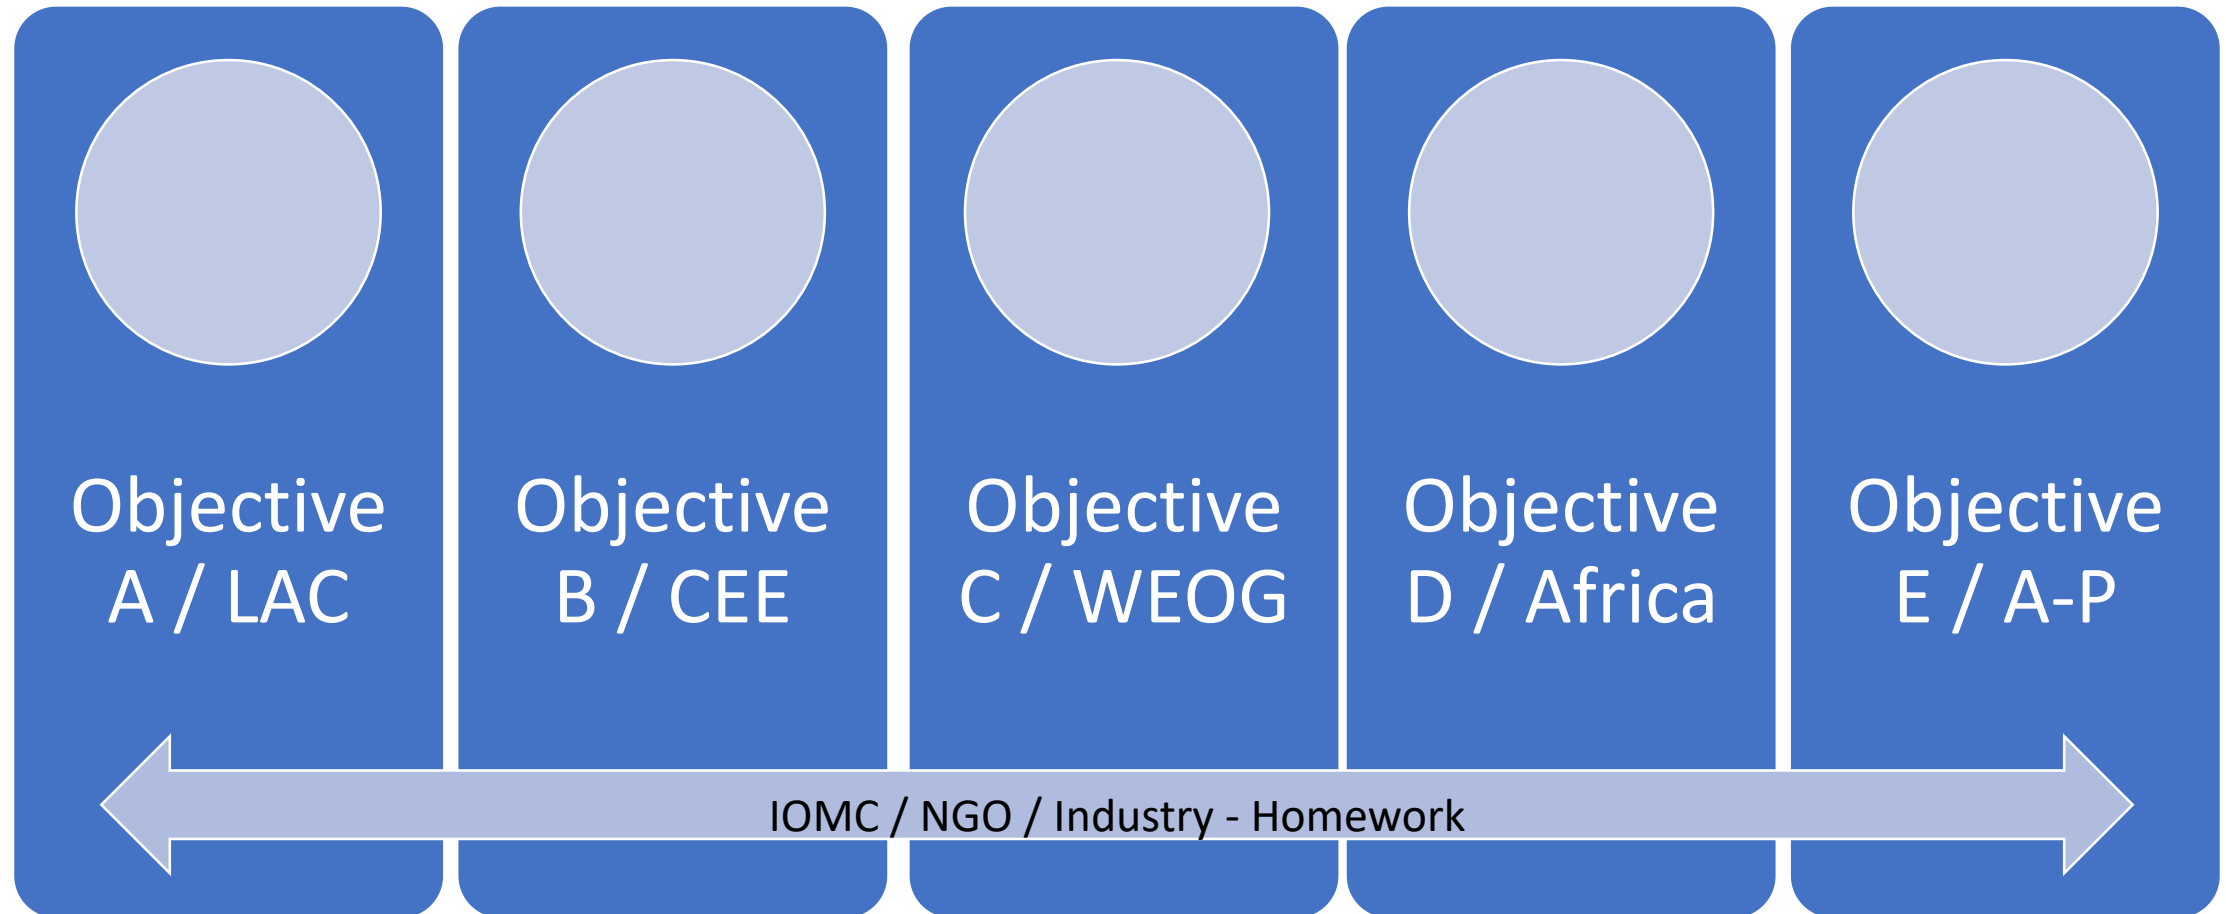 Objective
A / LAC
Objective
B / CEE
Objective
C / WEOG
Objective
D / Africa
Objective
E / A-P
IOMC / NGO / Industry - Homework